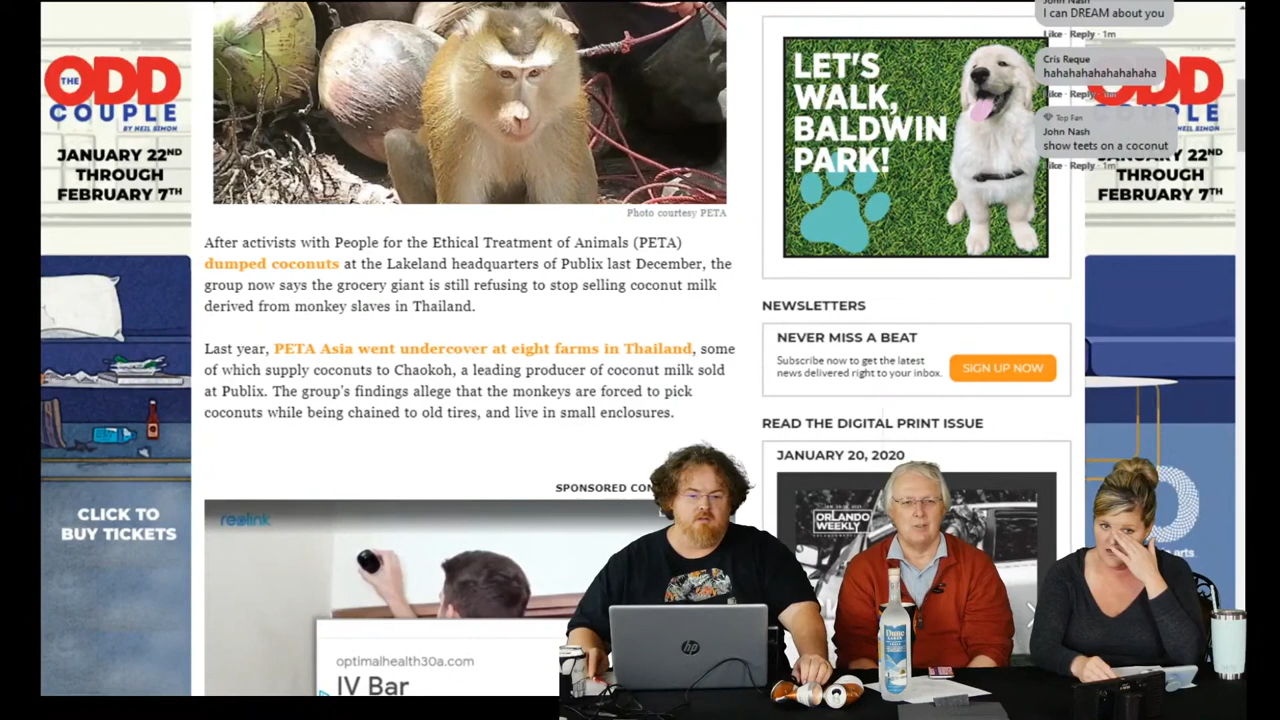 THE
ODD
COUPLE
BY NEIL SIMON
JANUARY 22ND
THROUGH
FEBRUARY 7TH
CLICK TO
BUY TICKETS
Photo courtesy PETA
After activists with People for the Ethical Treatment of Animals (PETA)
dumped coconuts at the Lakeland headquarters of Publix last December, the
group now says the grocery giant is still refusing to stop selling coconut milk
derived from monkey slaves in Thailand.
Last year, PETA Asia went undercover at eight farms in Thailand, some
of which supply coconuts to Chaokoh, a leading producer of coconut milk sold
at Publix. The group's findings allege that the monkeys are forced to pick
coconuts while being chained to old tires, and live in small enclosures.
SPONSORED CON
reolink
optimalhealth30a.com
IV Bar
LET'S
WALK,
BALDWIN
PARK!
NEWSLETTERS
NEVER MISS A BEAT
Subscribe now to get the latest
news delivered right to your inbox.
SIGN UP NOW
READ THE DIGITAL PRINT ISSUE
JANUARY 20, 2020
ORLANDO
WEEKLY
John Nash
I can DREAM about you
Like · Reply · 1m
Cris Reque
hahahahahahahahaha
Like · Reply
Top Fan
John Nash
show teets on a coconut
Like · Reply · 1m
ODD
NEIL SIMON
JANUARY 22ND
THROUGH
FEBRUARY 7TH
arts
hp
Dune